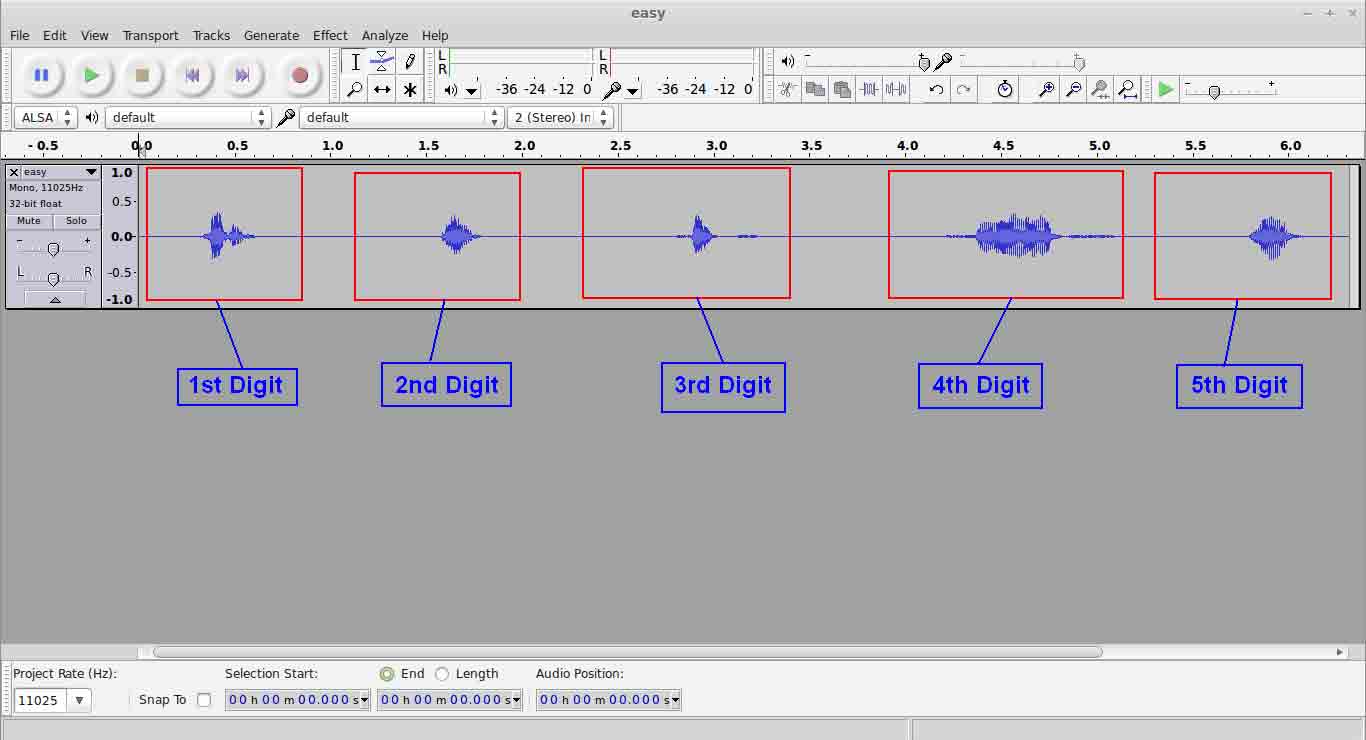 easy
File Edit View Transport Tracks Generate Effect Analyze Help
L
R
-36 -24 -12 0
L
R
-36 -24 -12 0
ALSA default default 2 (Stereo) In
- 0.5 0.0 0.5 1.0 1.5 2.0 2.5 3.0 3.5 4.0 4.5 5.0 5.5 6.0
easy
Mono, 11025Hz
32-bit float
Mute Solo
- +
L R
1.0
0.5-
0.0-
-0.5-
-1.0
1st Digit 2nd Digit 3rd Digit 4th Digit 5th Digit
Project Rate (Hz): Selection Start: End Length Audio Position:
11025 Snap To 00 h 00 m 00.000 s 00 h 00 m 00.000 s 00 h 00 m 00.000 s